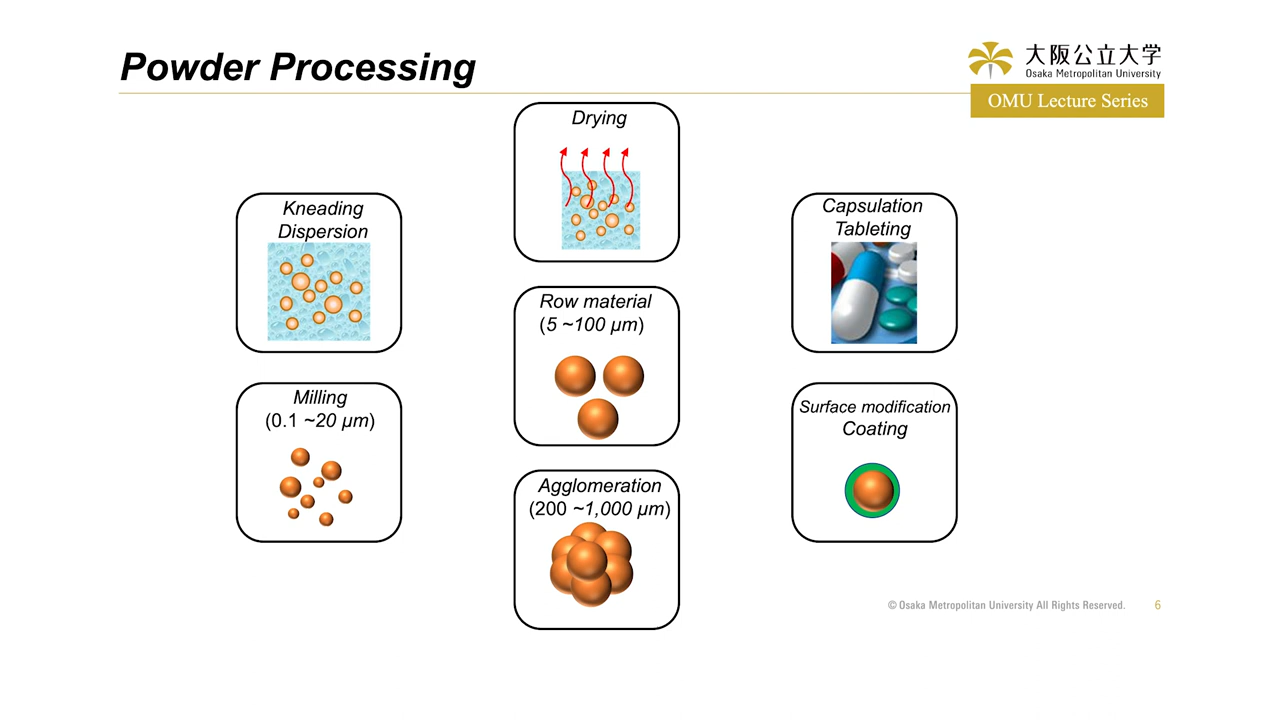 Powder Processing
大阪公立大学
Osaka Metropolitan University
OMU Lecture Series
Drying
Kneading
Dispersion
Capsulation
Tableting
Row material
(5 ~100 μm)
Milling
(0.1 ~20 μm)
Surface modification
Coating
Agglomeration
(200 ~1,000 μm)
© Osaka Metropolitan University All Rights Reserved.
6